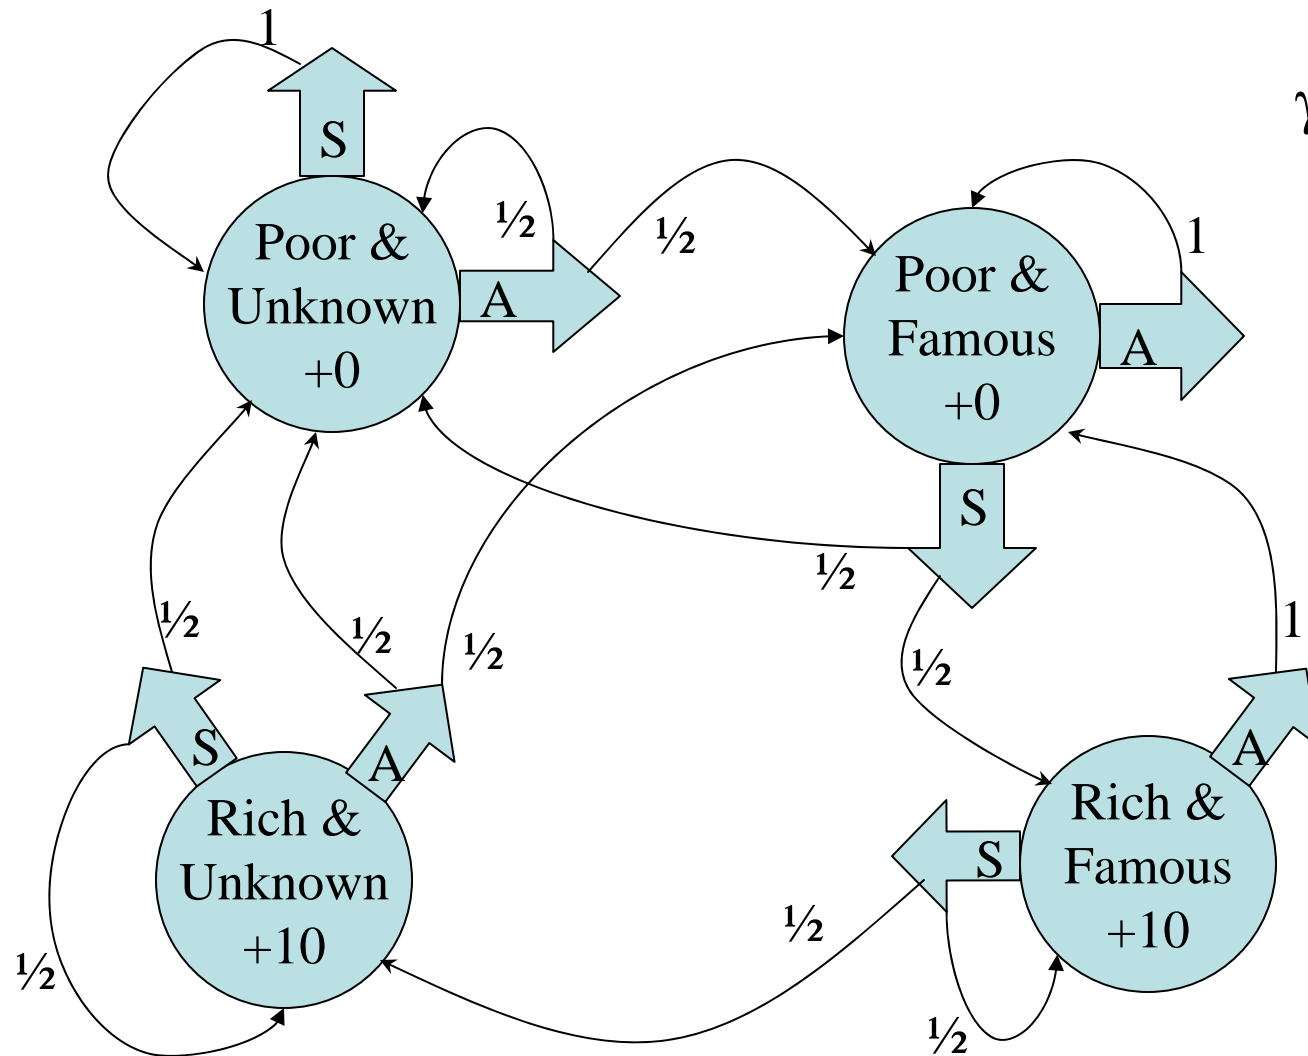 1
γ
S
½
½
1
Poor &
Unknown
+0
A
Poor &
Famous
+0
A
S
½
½
½
½
½
1
S
A
A
Rich &
Unknown
+10
Rich &
Famous
+10
S
½
½
½